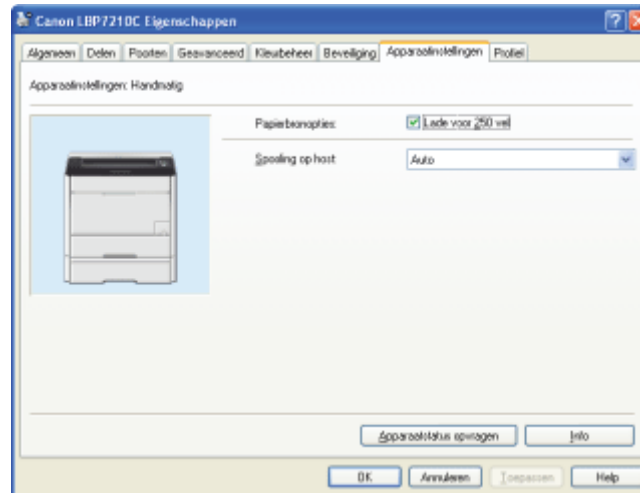 Canon LBP7210C Eigenschappen
Algemeen Delen Poorten Geavanceerd Kleurbeheer Beveiliging Apparaatinstellingen Profiel
Apparaatinstellingen: Handmatig
Papierbronopties: Lade voor 250 vel
Spooling op host Auto
Apparaatstatus opvragen Info
OK Annuleren Toepassen Help